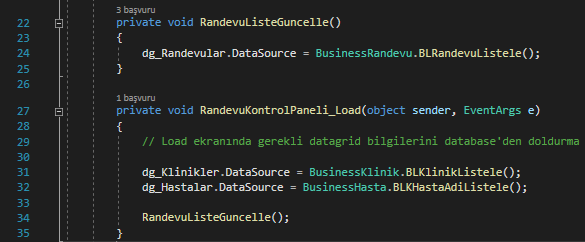 3 başvuru
22 private void RandevuListeGuncelle()
23 {
24 dg_Randevular.DataSource = BusinessRandevu.BLRandevuListele();
25 }
26
1 başvuru
27 private void RandevuKontrolPaneli_Load(object sender, EventArgs e)
28 {
29 // Load ekranında gerekli datagrid bilgilerini database'den doldurma
30
31 dg_Klinikler.DataSource = BusinessKlinik.BLKlinikListele();
32 dg_Hastalar.DataSource = BusinessHasta.BLKHastaAdiListele();
33
34 RandevuListeGuncelle();
35 }